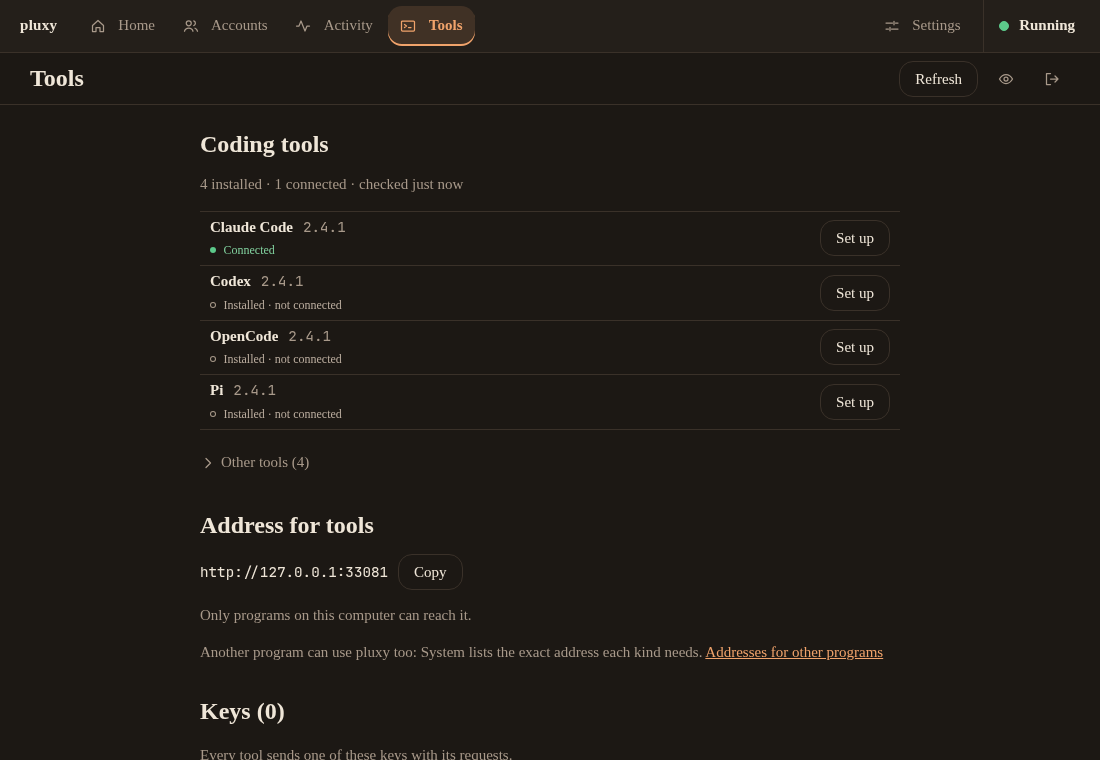 pluxy
Home
Accounts
Activity
Tools
Settings
Running
Tools
Refresh
Coding tools
4 installed · 1 connected · checked just now
Claude Code 2.4.1
Connected
Set up
Codex 2.4.1
Installed · not connected
Set up
OpenCode 2.4.1
Installed · not connected
Set up
Pi 2.4.1
Installed · not connected
Set up
Other tools (4)
Address for tools
http://127.0.0.1:33081
Copy
Only programs on this computer can reach it.
Another program can use pluxy too: System lists the exact address each kind needs. Addresses for other programs
Keys (0)
Every tool sends one of these keys with its requests.